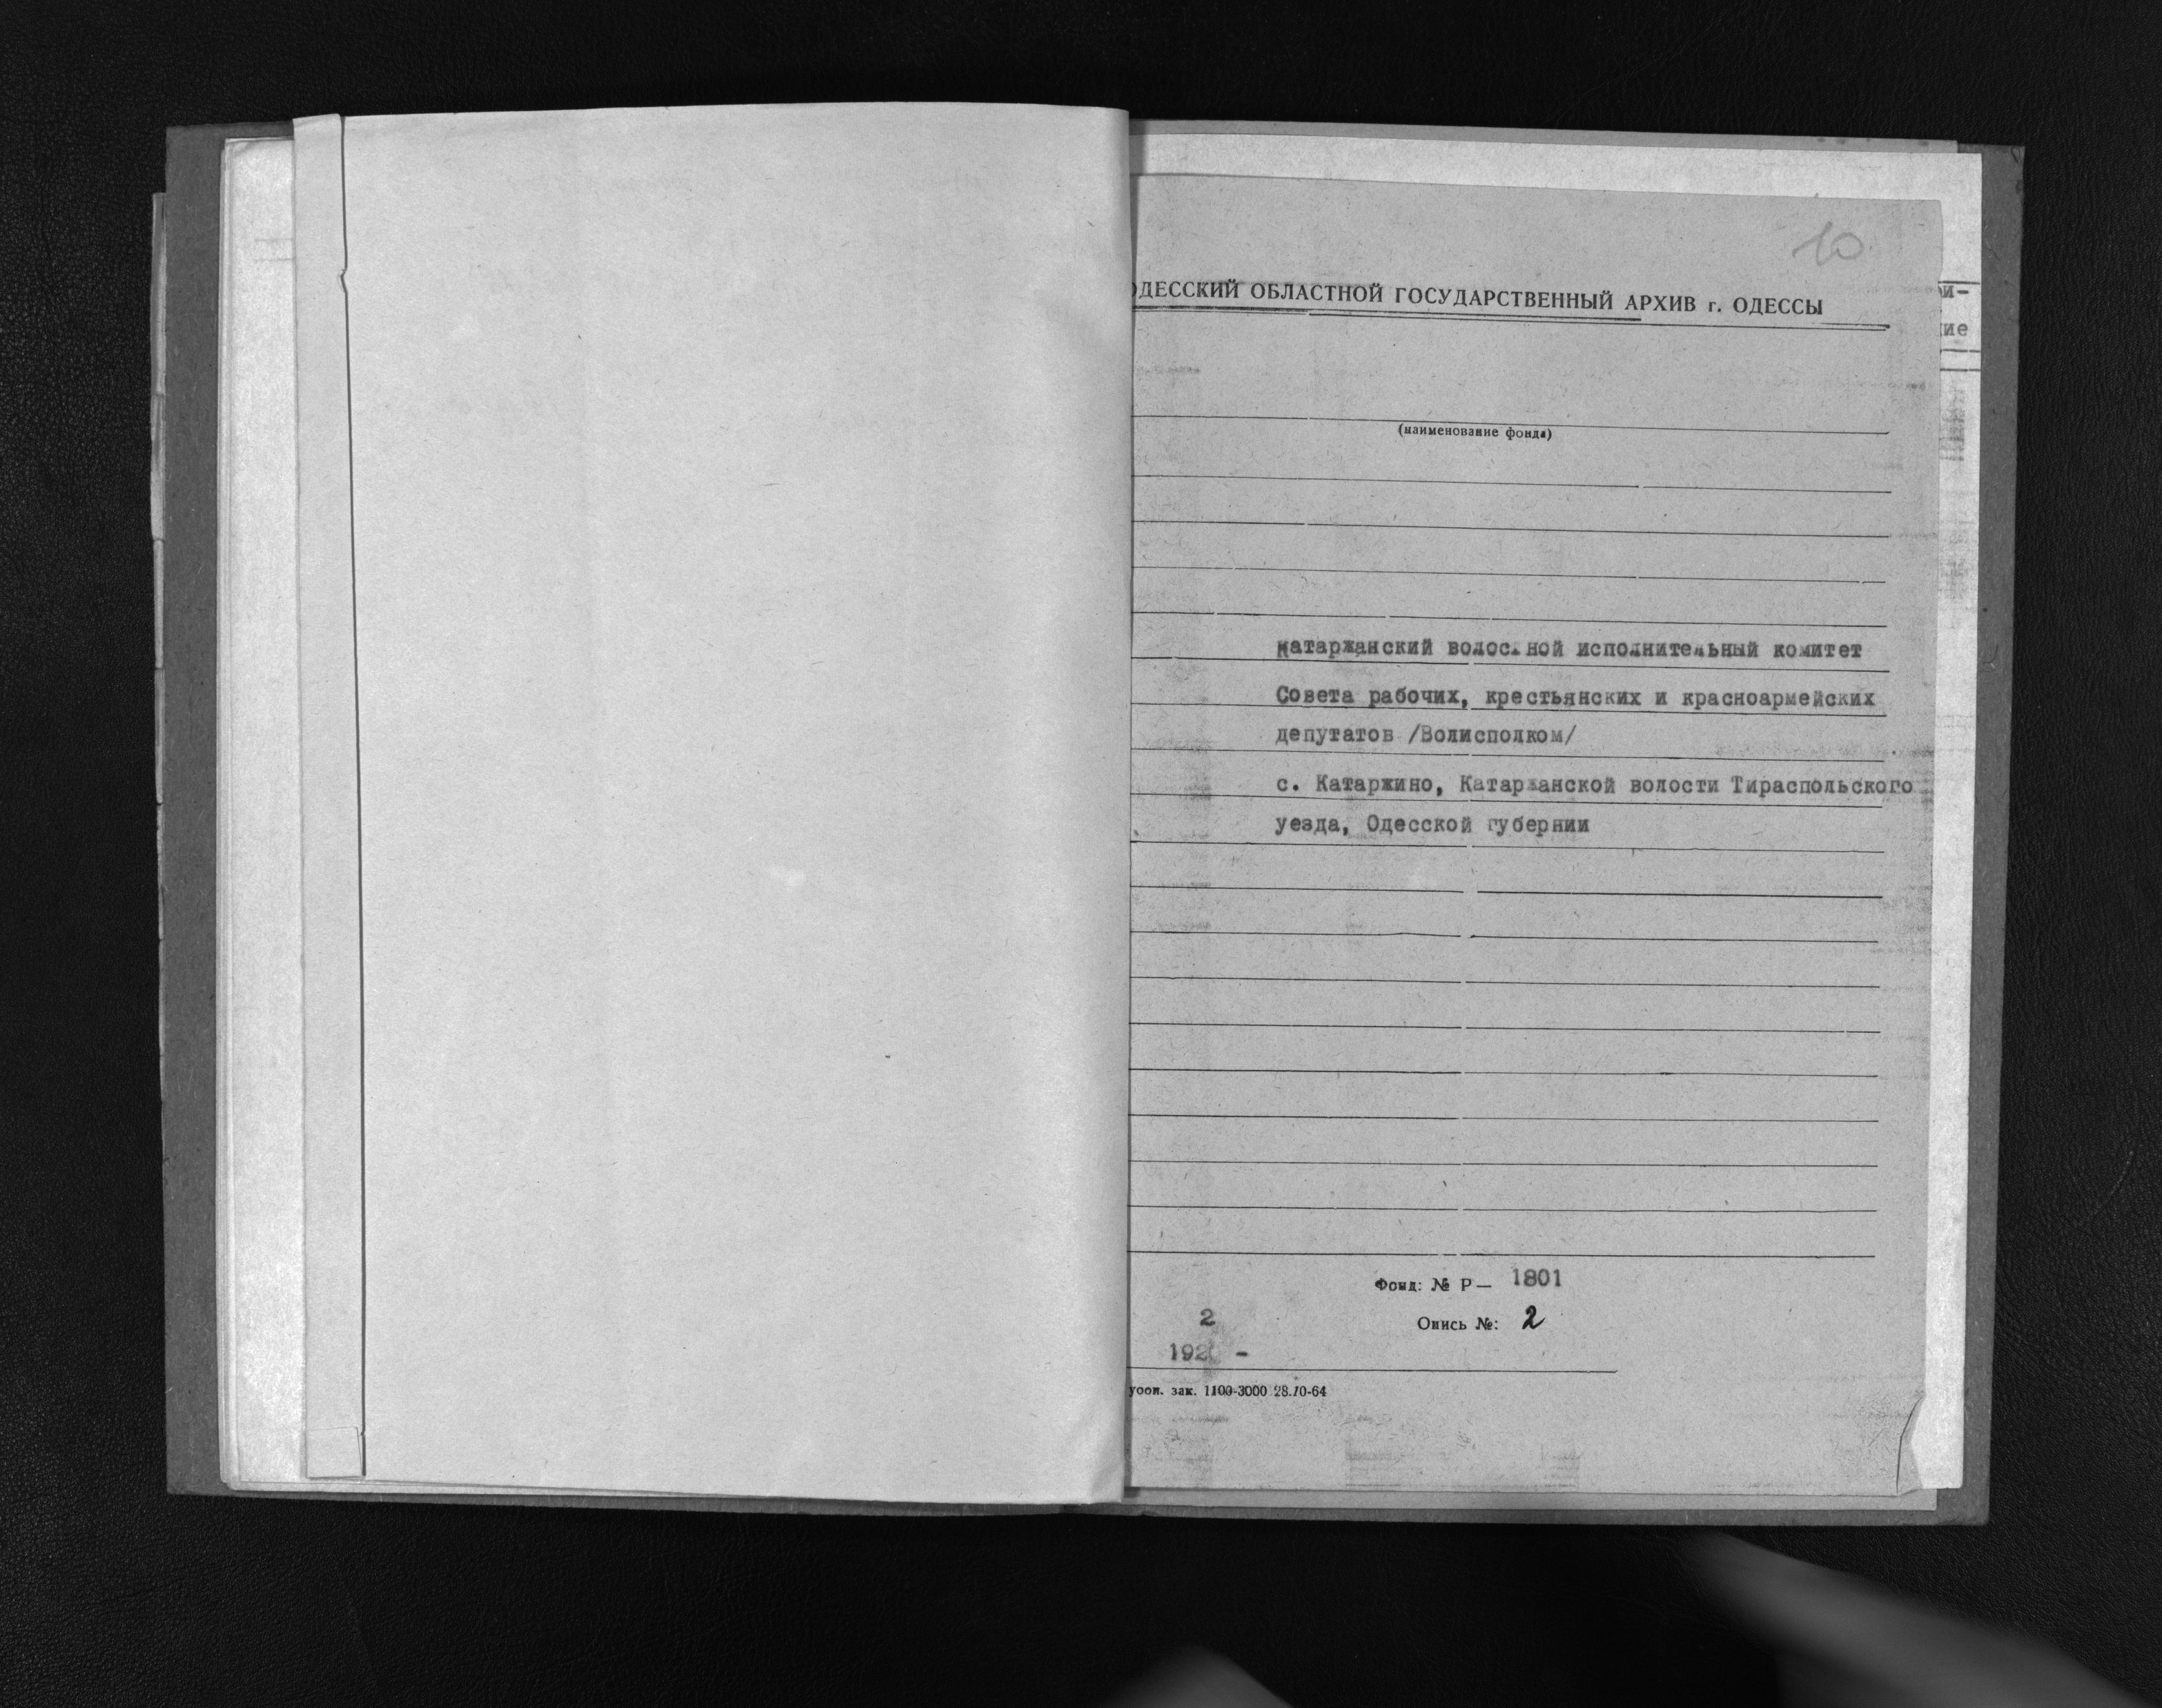 10
ОДЕССКИЙ ОБЛАСТНОЙ ГОСУДАРСТВЕННЫЙ АРХИВ г. ОДЕССЫ
(наименование фонда)
Катаржанский волостной исполнительный комитет
Совета рабочих, крестьянских и красноармейских
депутатов /Волисполком/
с. Катаржино, Катаржанской волости Тираспольского
уезда, Одесской губернии
Фонд: № Р— 1801
2
Опись №: 2
зак. 1100-3000 28.10-64